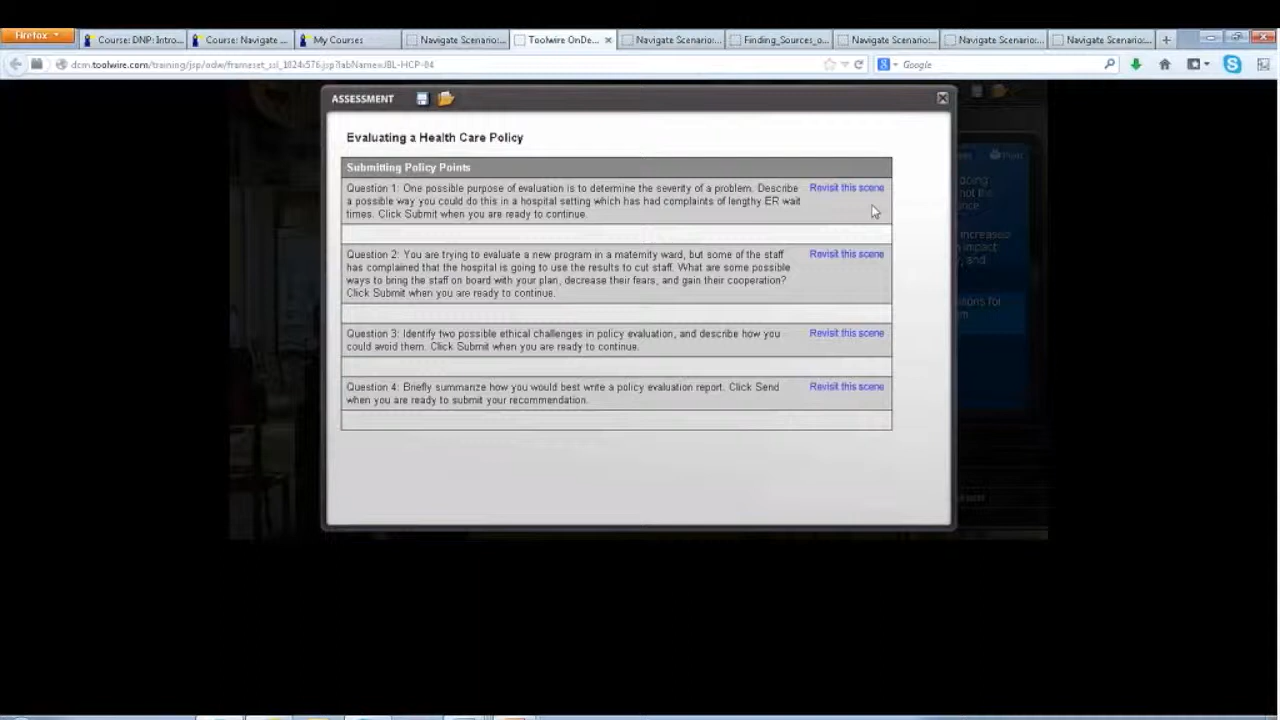 Firefox
Course: DNP: Intro...
Course: Navigate ...
My Courses
Navigate Scenario:...
Toolwire OnDe...
Navigate Scenario:...
Finding_Sources_o...
Navigate Scenario:...
Navigate Scenario:...
Navigate Scenario:...
Google
ASSESSMENT
Evaluating a Health Care Policy
Submitting Policy Points
Question 1: One possible purpose of evaluation is to determine the severity of a problem. Describe
a possible way you could do this in a hospital setting which has had complaints of lengthy ER wait
times. Click Submit when you are ready to continue.
Revisit this scene
Question 2: You are trying to evaluate a new program in a maternity ward, but some of the staff
has complained that the hospital is going to use the results to cut staff. What are some possible
ways to bring the staff on board with your plan, decrease their fears, and gain their cooperation?
Click Submit when you are ready to continue.
Revisit this scene
Question 3: Identify two possible ethical challenges in policy evaluation, and describe how you
could avoid them. Click Submit when you are ready to continue.
Revisit this scene
Question 4: Briefly summarize how you would best write a policy evaluation report. Click Send
when you are ready to submit your recommendation.
Revisit this scene
increased
impact
and